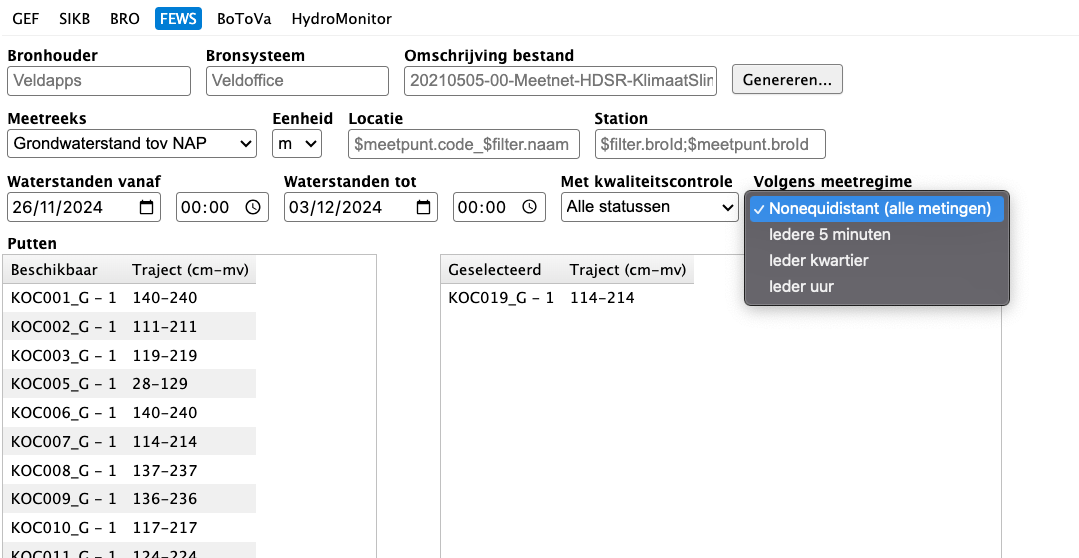 GEF SIKB BRO FEWS BoToVa HydroMonitor
Bronhouder Bronsysteem Omschrijving bestand
Veldapps Veldoffice 20210505-00-Meetnet-HDSR-KlimaatSlin Genereren...
Meetreeks Eenheid Locatie Station
Grondwaterstand tov NAP m $meetpunt.code_$filter.naam $filter.broId;$meetpunt.broId
Waterstanden vanaf Waterstanden tot Met kwaliteitscontrole Volgens meetregime
26/11/2024 00:00 03/12/2024 00:00 Alle statussen ✓ Nonequidistant (alle metingen)
Iedere 5 minuten
Ieder kwartier
Ieder uur
Putten
Beschikbaar Traject (cm-mv) Geselecteerd Traject (cm-mv)
KOC001_G - 1 140-240 KOC019_G - 1 114-214
KOC002_G - 1 111-211
KOC003_G - 1 119-219
KOC005_G - 1 28-129
KOC006_G - 1 140-240
KOC007_G - 1 114-214
KOC008_G - 1 137-237
KOC009_G - 1 136-236
KOC010_G - 1 117-217
KOC011_G - 1 124-224